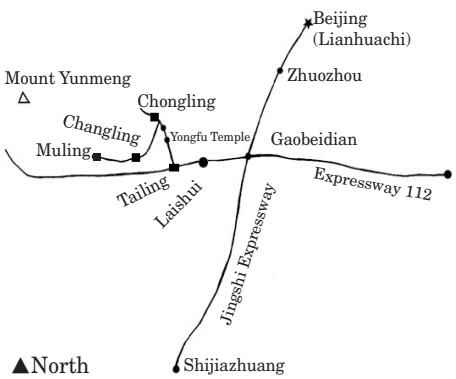 Beijing
(Lianhuachi)
Zhuozhou
Mount Yunmeng
Chongling
Changling
Yongfu Temple
Gaobeidian
Muling
Tailing
Laishui
Expressway 112
Jingshi Expressway
Shijiazhuang
North